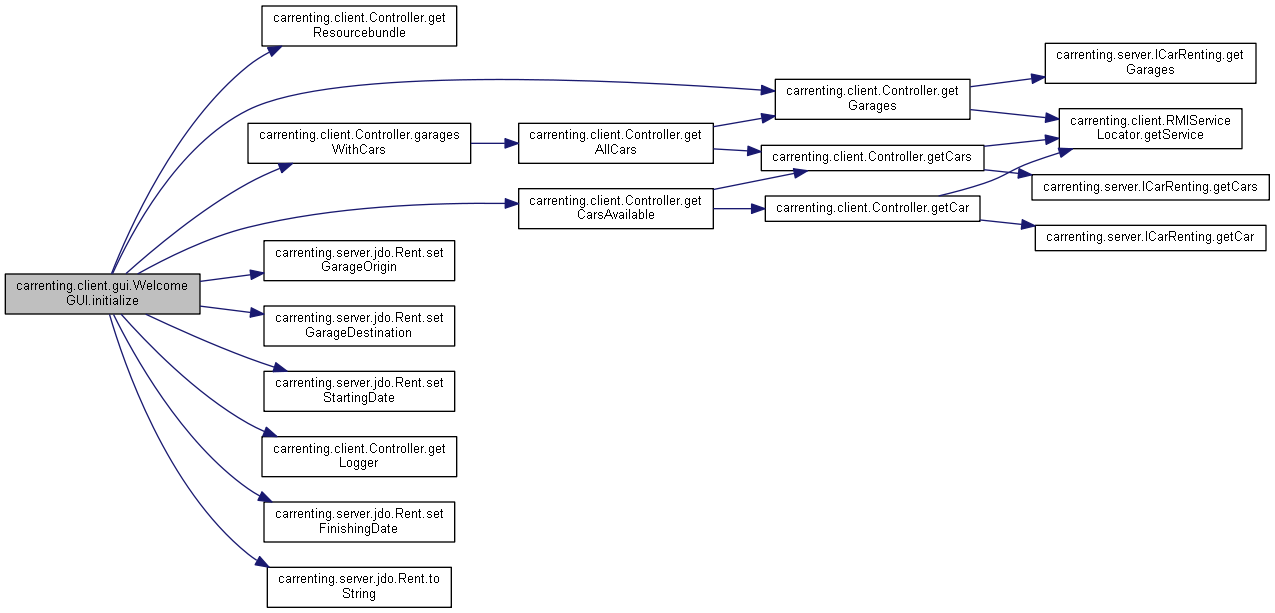 carrenting.client.Controller.get
Resourcebundle
carrenting.server.ICarRenting.get
Garages
carrenting.client.Controller.get
Garages
carrenting.client.RMIService
Locator.getService
carrenting.client.Controller.garages
WithCars
carrenting.client.Controller.get
AllCars
carrenting.client.Controller.getCars
carrenting.server.ICarRenting.getCars
carrenting.client.Controller.get
CarsAvailable
carrenting.client.Controller.getCar
carrenting.server.ICarRenting.getCar
carrenting.server.jdo.Rent.set
GarageOrigin
carrenting.client.gui.Welcome
GUI.initialize
carrenting.server.jdo.Rent.set
GarageDestination
carrenting.server.jdo.Rent.set
StartingDate
carrenting.client.Controller.get
Logger
carrenting.server.jdo.Rent.set
FinishingDate
carrenting.server.jdo.Rent.to
String